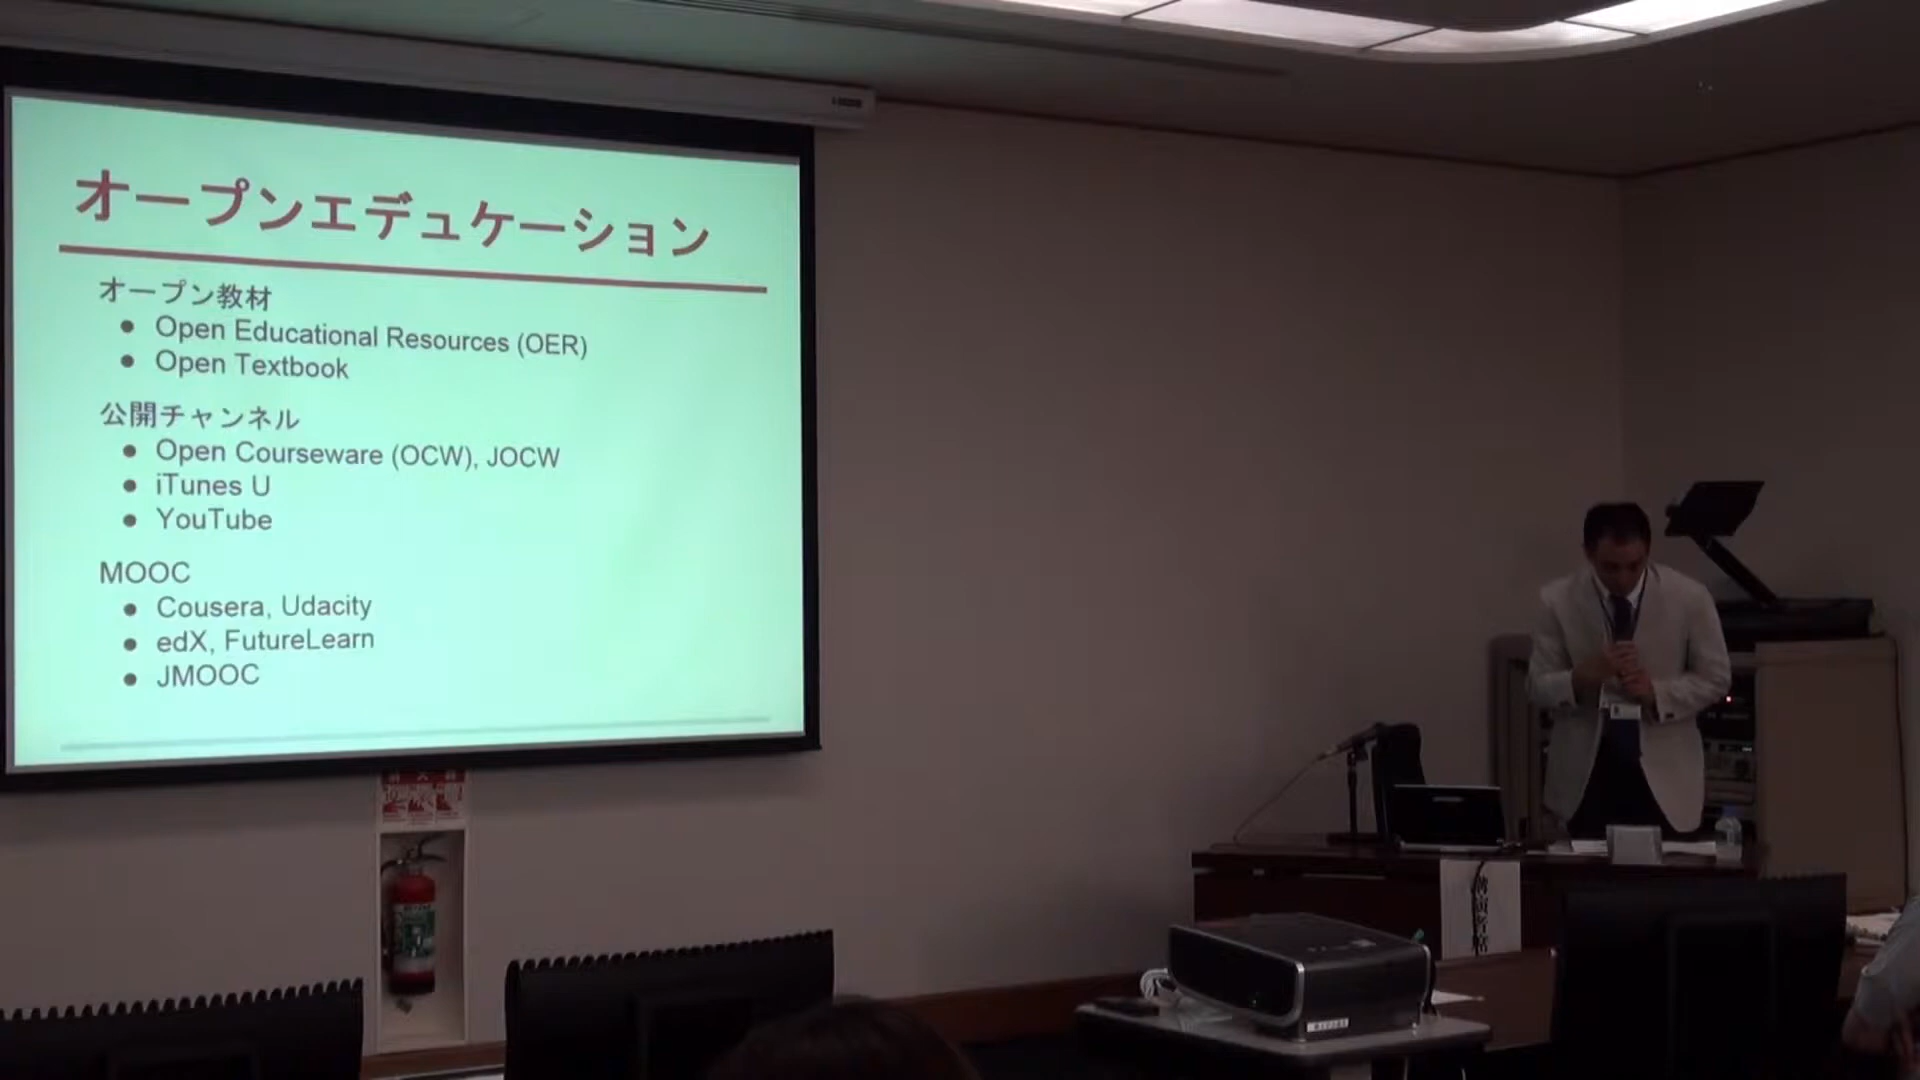 オープンエデュケーション
オープン教材
● Open Educational Resources (OER)
● Open Textbook
公開チャンネル
● Open Courseware (OCW), JOCW
● iTunes U
● YouTube
MOOC
● Cousera, Udacity
● edX, FutureLearn
● JMOOC